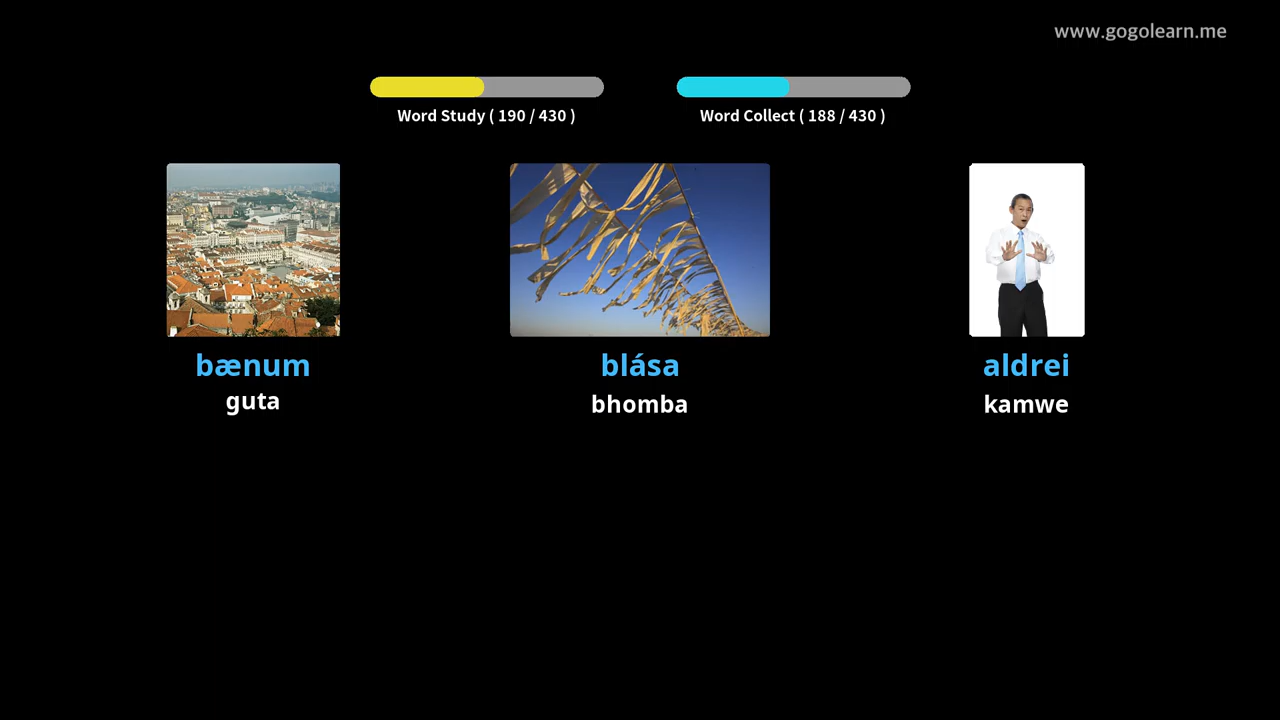 www.gogolearn.me
Word Study ( 190 / 430 )
Word Collect ( 188 / 430 )
bænum
guta
blása
bhomba
aldrei
kamwe